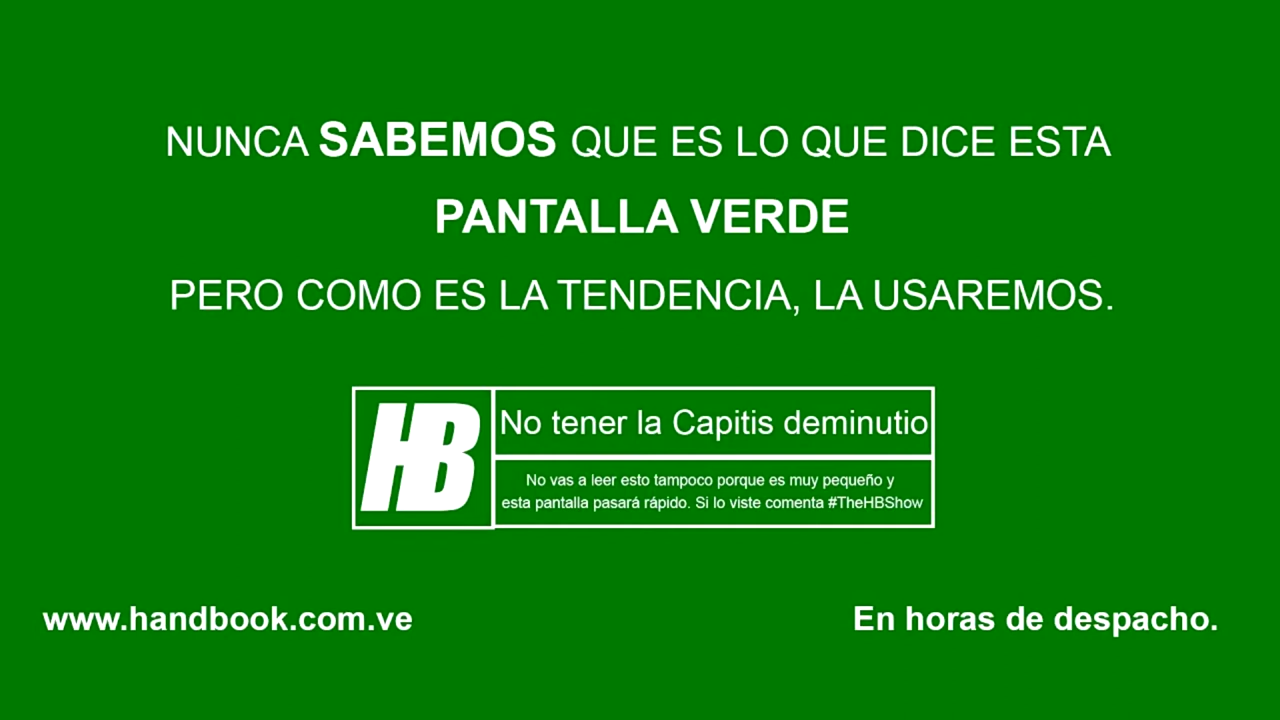 NUNCA SABEMOS QUE ES LO QUE DICE ESTA
PANTALLA VERDE
PERO COMO ES LA TENDENCIA, LA USAREMOS.
HB
No tener la Capitis deminutio
No vas a leer esto tampoco porque es muy pequeño y
esta pantalla pasará rápido. Si lo viste comenta #TheHBShow
www.handbook.com.ve
En horas de despacho.